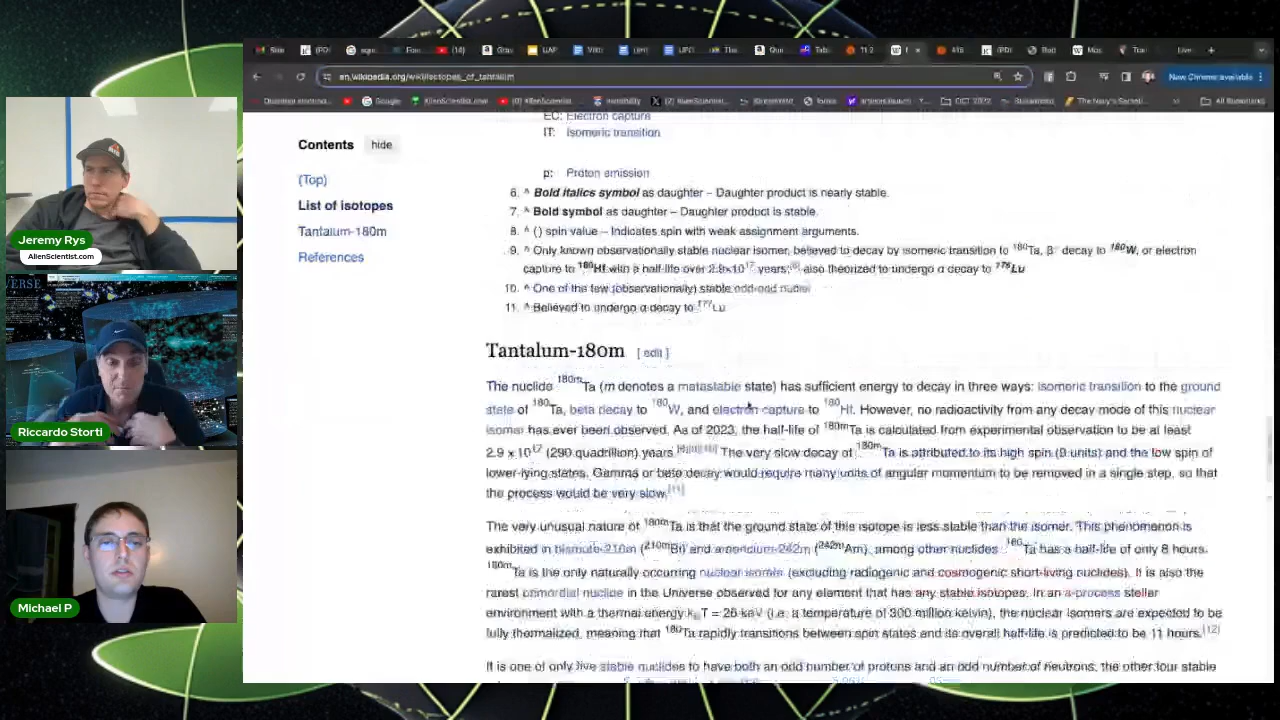 Jeremy Rys
AlienScientist.com
VERSE
Riccardo Storti
Michael P
en.wikipedia.org/wiki/Isotopes_of_tantalum
New Chrome available
Google
All Bookmarks
Contents hide
(Top)
List of isotopes
Tantalum-180m
References
EC: Electron capture
IT: Isomeric transition
p: Proton emission
6. ^ Bold italics symbol as daughter – Daughter product is nearly stable.
7. ^ Bold symbol as daughter – Daughter product is stable.
8. ^ () spin value – Indicates spin with weak assignment arguments.
9. ^ Only known observationally stable nuclear isomer, believed to decay by isomeric transition to 180Ta, β− decay to 180W, or electron
capture to 180Hf with a half-life over 2.9×10^17 years; also theorized to undergo α decay to 176Lu
10. ^ One of the few (observationally) stable odd-odd nuclei
11. ^ Believed to undergo α decay to 177Lu
Tantalum-180m [ edit ]
The nuclide 180mTa (m denotes a metastable state) has sufficient energy to decay in three ways: isomeric transition to the ground
state of 180Ta, beta decay to 180W, and electron capture to 180Hf. However, no radioactivity from any decay mode of this nuclear
isomer has ever been observed. As of 2023, the half-life of 180mTa is calculated from experimental observation to be at least
2.9 x 10^17 (290 quadrillion) years. The very slow decay of 180mTa is attributed to its high spin (9 units) and the low spin of
lower-lying states. Gamma or beta decay would require many units of angular momentum to be removed in a single step, so that
the process would be very slow.[11]
The very unusual nature of 180mTa is that the ground state of this isotope is less stable than the isomer. This phenomenon is
exhibited in bismuth-210m (210mBi) and americium-242m (242mAm), among other nuclides. 180Ta has a half-life of only 8 hours.
180mTa is the only naturally occurring nuclear isomer (excluding radiogenic and cosmogenic short-living nuclides). It is also the
rarest primordial nuclide in the Universe observed for any element that has any stable isotopes. In an s-process stellar
environment with a thermal energy kBT = 26 keV (i.e. a temperature of 300 million kelvin), the nuclear isomers are expected to be
fully thermalized, meaning that 180Ta rapidly transitions between spin states and its overall half-life is predicted to be 11 hours.[12]
It is one of only five stable nuclides to have both an odd number of protons and an odd number of neutrons, the other four stable